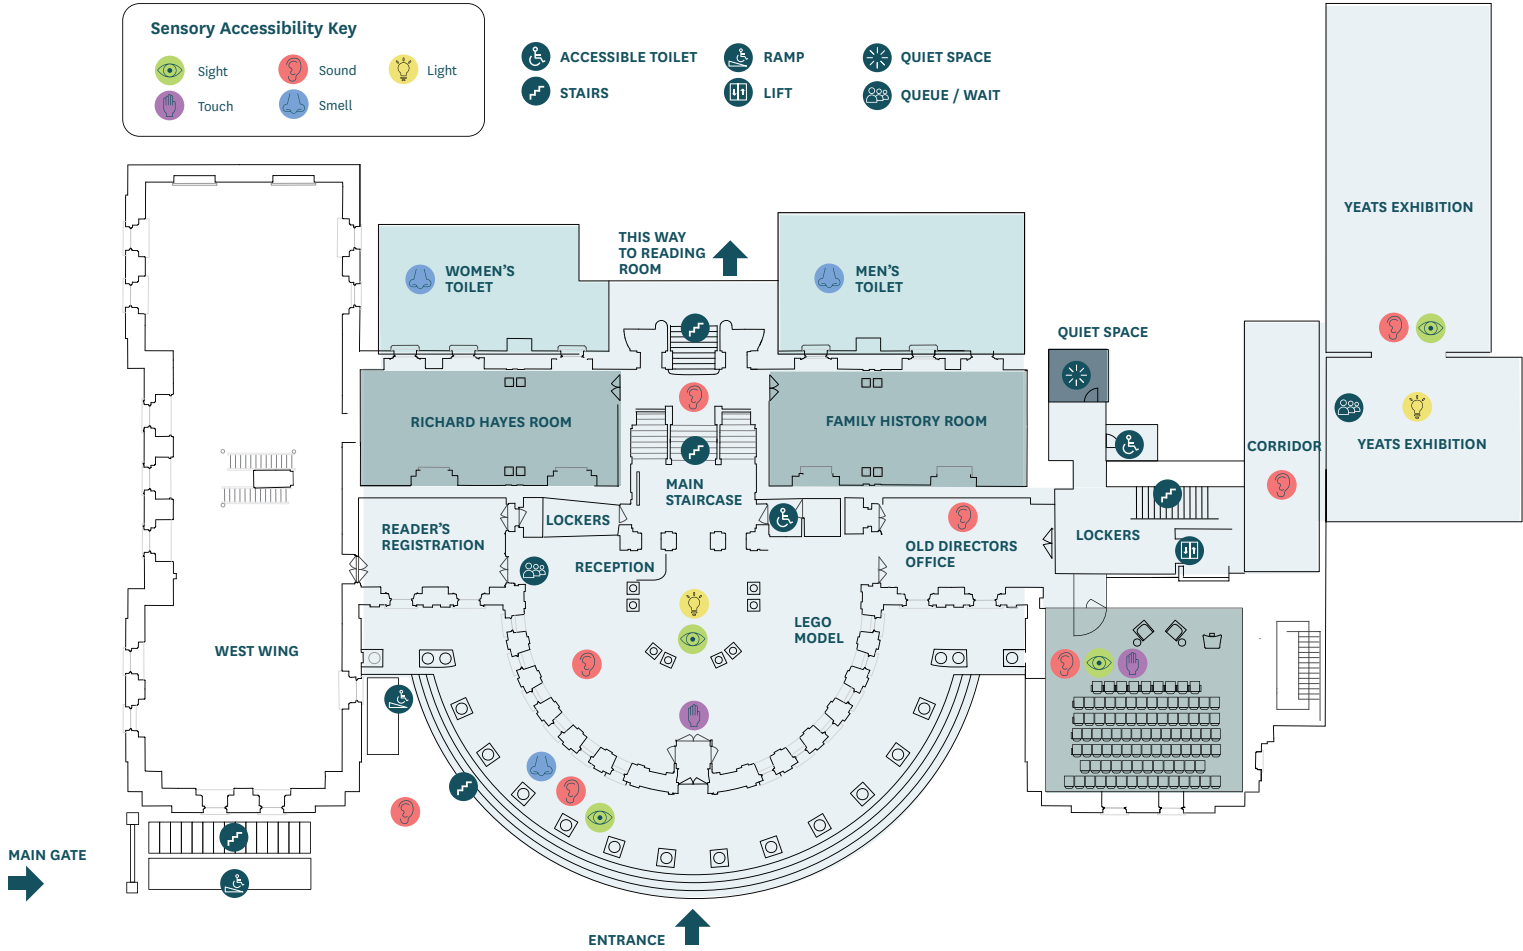 Sensory Accessibility Key
Sight
Sound
Light
Touch
Smell
ACCESSIBLE TOILET
RAMP
QUIET SPACE
STAIRS
LIFT
QUEUE / WAIT
YEATS EXHIBITION
THIS WAY
TO READING
ROOM
WOMEN'S
TOILET
MEN'S
TOILET
QUIET SPACE
RICHARD HAYES ROOM
FAMILY HISTORY ROOM
CORRIDOR
YEATS EXHIBITION
MAIN
STAIRCASE
READER'S
REGISTRATION
LOCKERS
OLD DIRECTORS
OFFICE
LOCKERS
RECEPTION
LEGO
MODEL
WEST WING
MAIN GATE
ENTRANCE